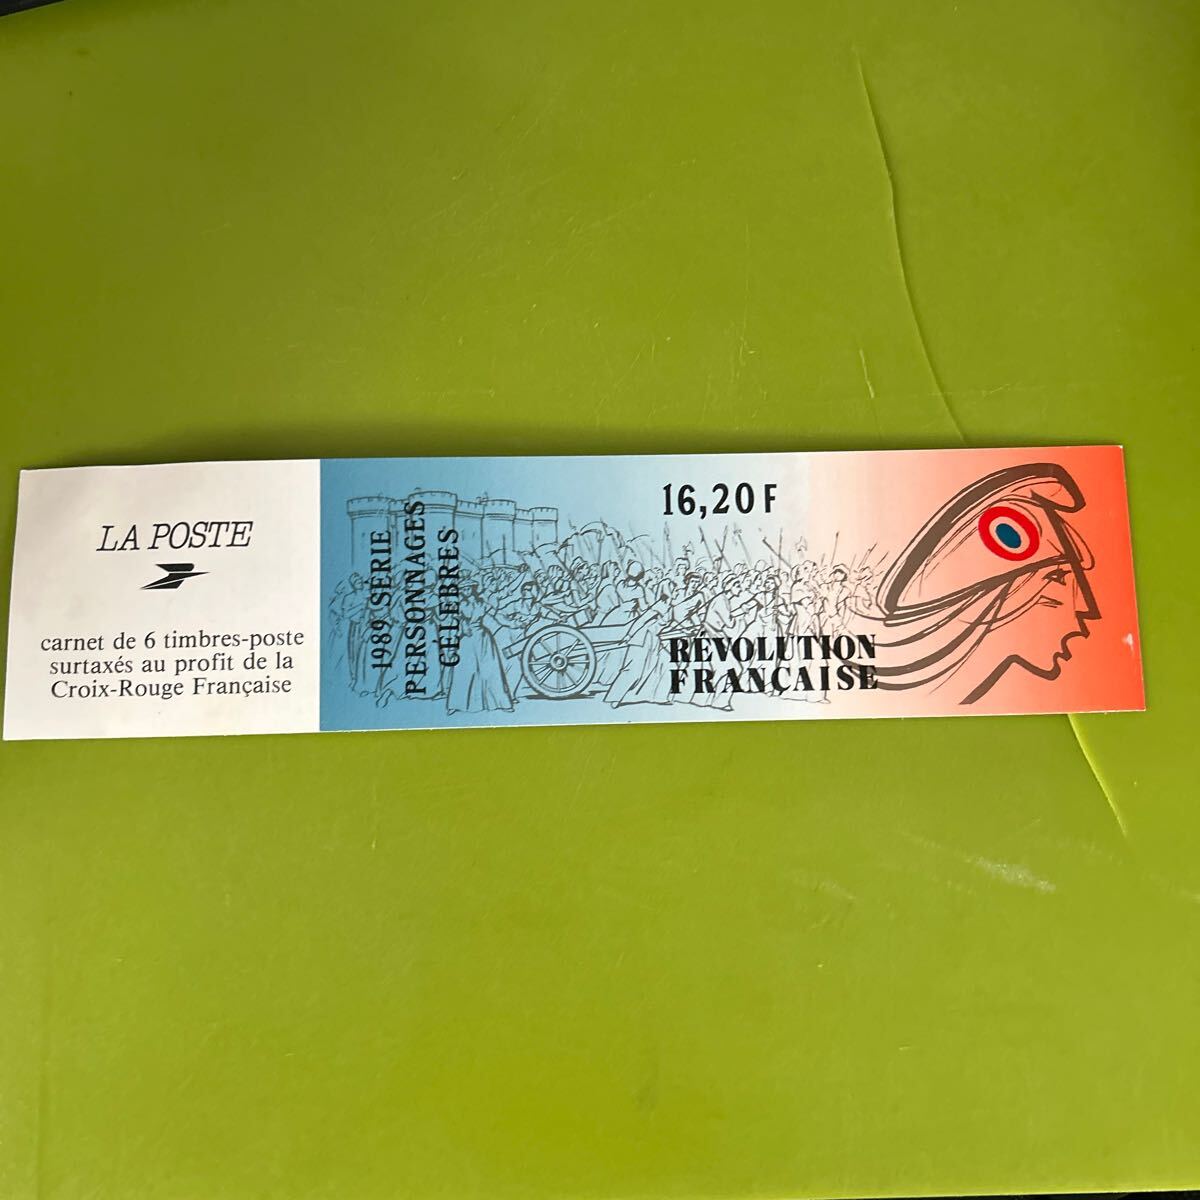 LA POSTE
carnet de 6 timbres-poste
surtaxés au profit de la
Croix-Rouge Française
1989 SÉRIE
PERSONNAGES
CÉLÈBRES
16,20 F
RÉVOLUTION
FRANÇAISE